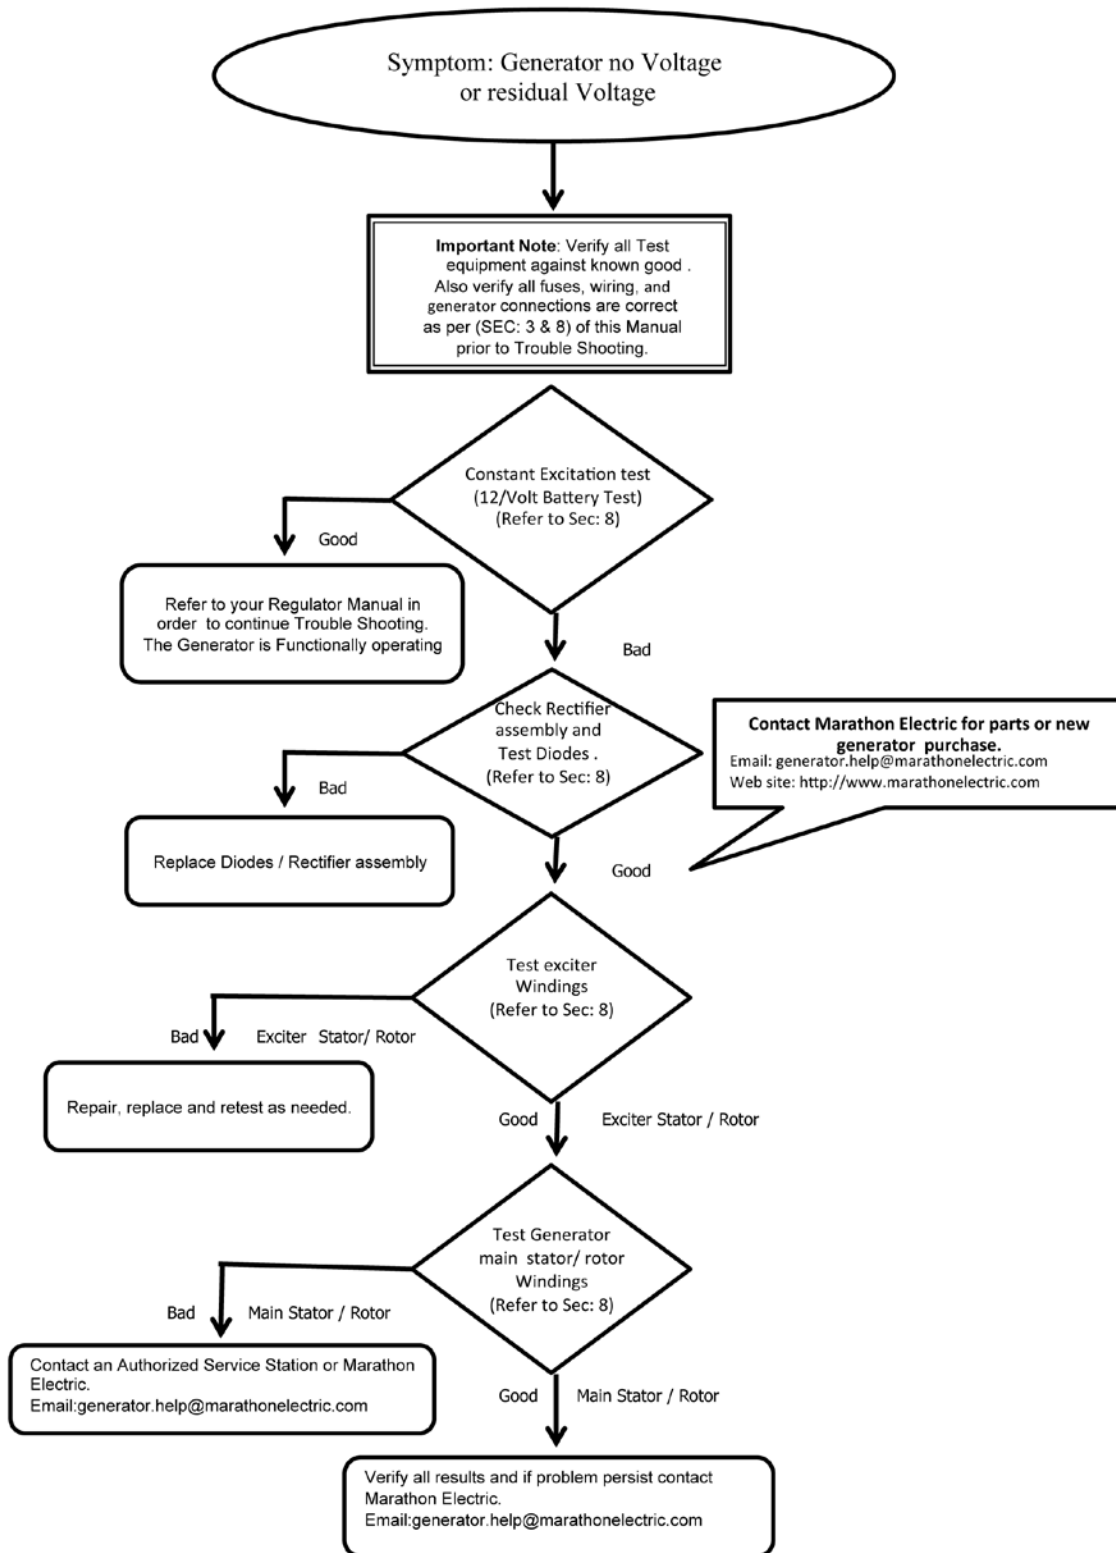 Symptom: Generator no Voltage
or residual Voltage
Important Note: Verify all Test
equipment against known good .
Also verify all fuses, wiring, and
generator connections are correct
as per (SEC: 3 & 8) of this Manual
prior to Trouble Shooting.
Constant Excitation test
(12/Volt Battery Test)
(Refer to Sec: 8)
Good
Refer to your Regulator Manual in
order to continue Trouble Shooting.
The Generator is Functionally operating
Bad
Check Rectifier
assembly and
Test Diodes .
(Refer to Sec: 8)
Contact Marathon Electric for parts or new
generator purchase.
Email: generator.help@marathonelectric.com
Web site: http://www.marathonelectric.com
Bad
Replace Diodes / Rectifier assembly
Good
Test exciter
Windings
(Refer to Sec: 8)
Bad Exciter Stator/ Rotor
Repair, replace and retest as needed.
Good Exciter Stator / Rotor
Test Generator
main stator/ rotor
Windings
(Refer to Sec: 8)
Bad Main Stator / Rotor
Contact an Authorized Service Station or Marathon
Electric.
Email:generator.help@marathonelectric.com
Good Main Stator / Rotor
Verify all results and if problem persist contact
Marathon Electric.
Email:generator.help@marathonelectric.com